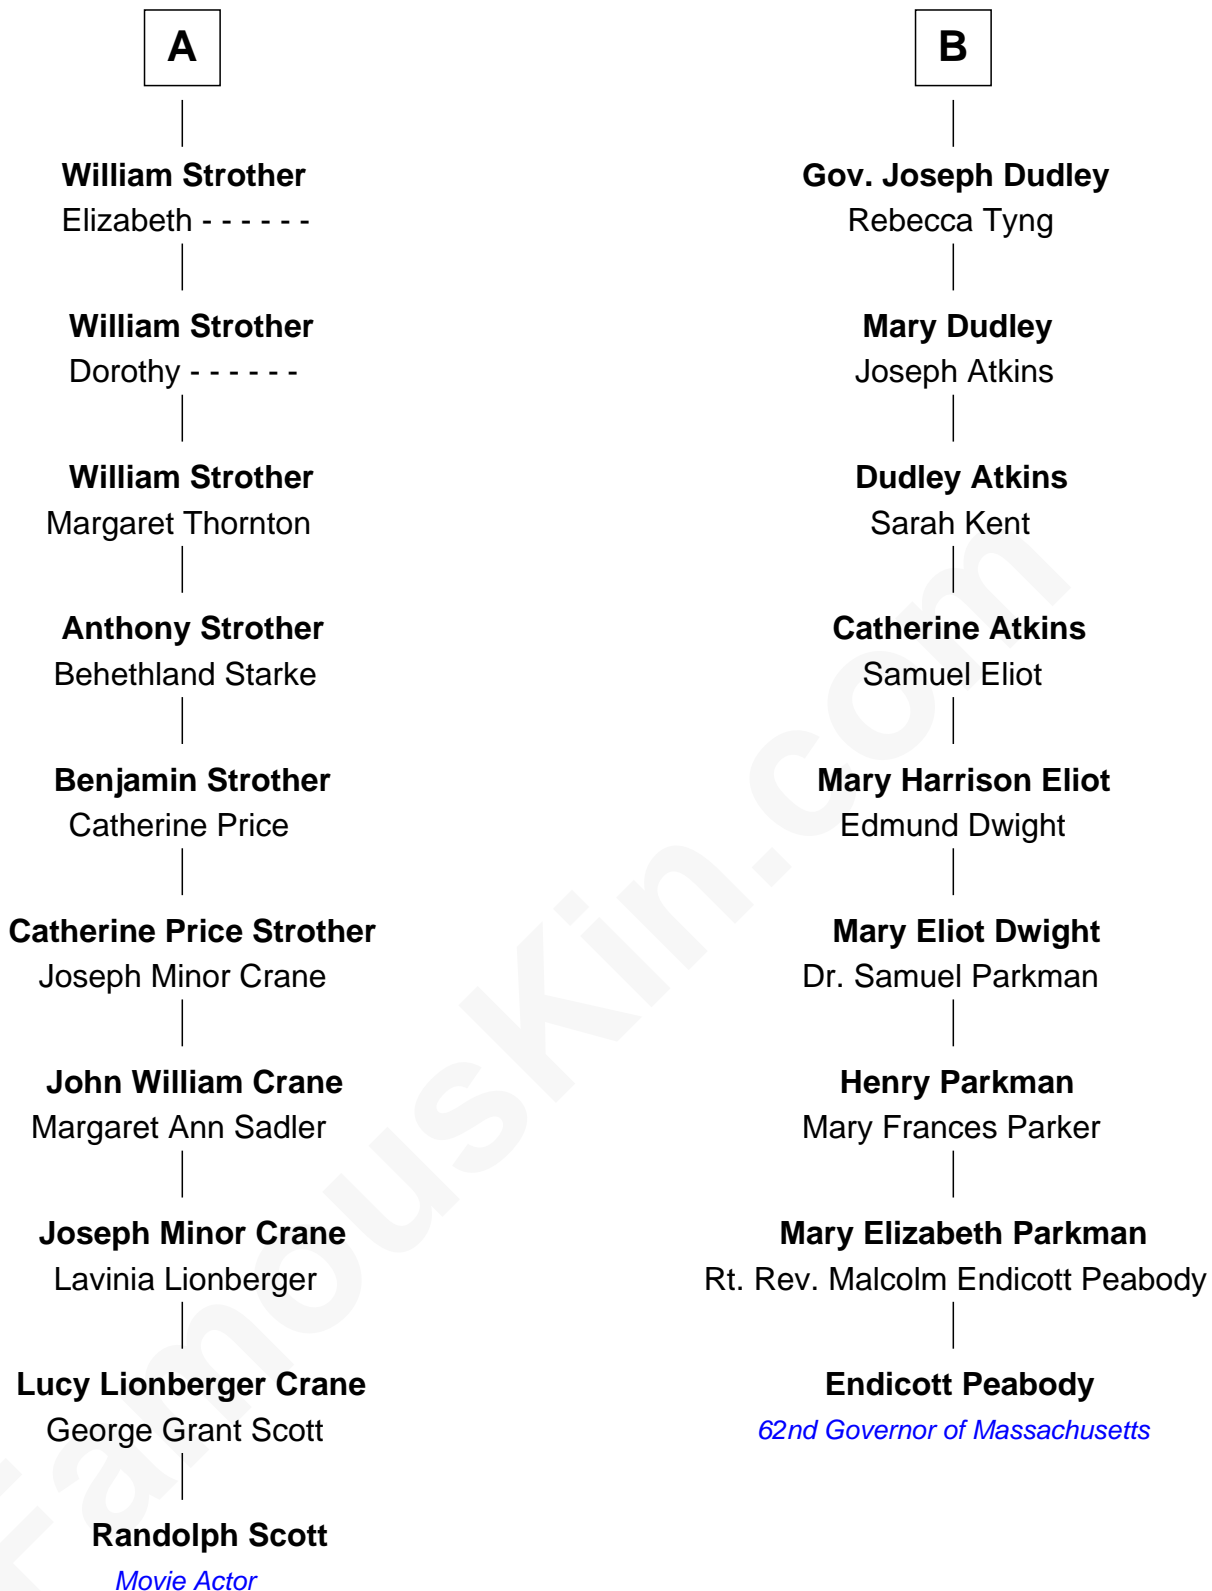 A
William Strother
Elizabeth - - - - - -
William Strother
Dorothy - - - - - -
William Strother
Margaret Thornton
Anthony Strother
Behethland Starke
Benjamin Strother
Catherine Price
Catherine Price Strother
Joseph Minor Crane
John William Crane
Margaret Ann Sadler
Joseph Minor Crane
Lavinia Lionberger
Lucy Lionberger Crane
George Grant Scott
Randolph Scott
Movie Actor
B
Gov. Joseph Dudley
Rebecca Tyng
Mary Dudley
Joseph Atkins
Dudley Atkins
Sarah Kent
Catherine Atkins
Samuel Eliot
Mary Harrison Eliot
Edmund Dwight
Mary Eliot Dwight
Dr. Samuel Parkman
Henry Parkman
Mary Frances Parker
Mary Elizabeth Parkman
Rt. Rev. Malcolm Endicott Peabody
Endicott Peabody
62nd Governor of Massachusetts
FamousKin.com